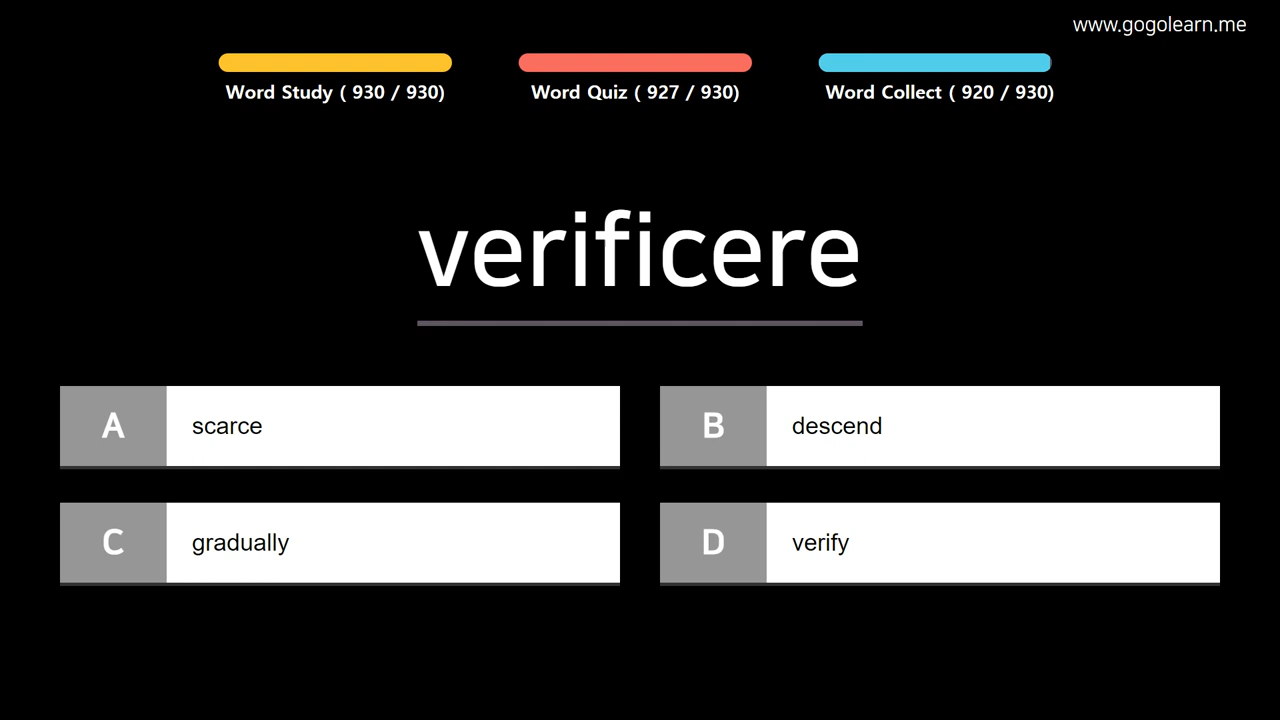 www.gogolearn.me
Word Study ( 930 / 930)
Word Quiz ( 927 / 930)
Word Collect ( 920 / 930)
verificere
A scarce
B descend
C gradually
D verify